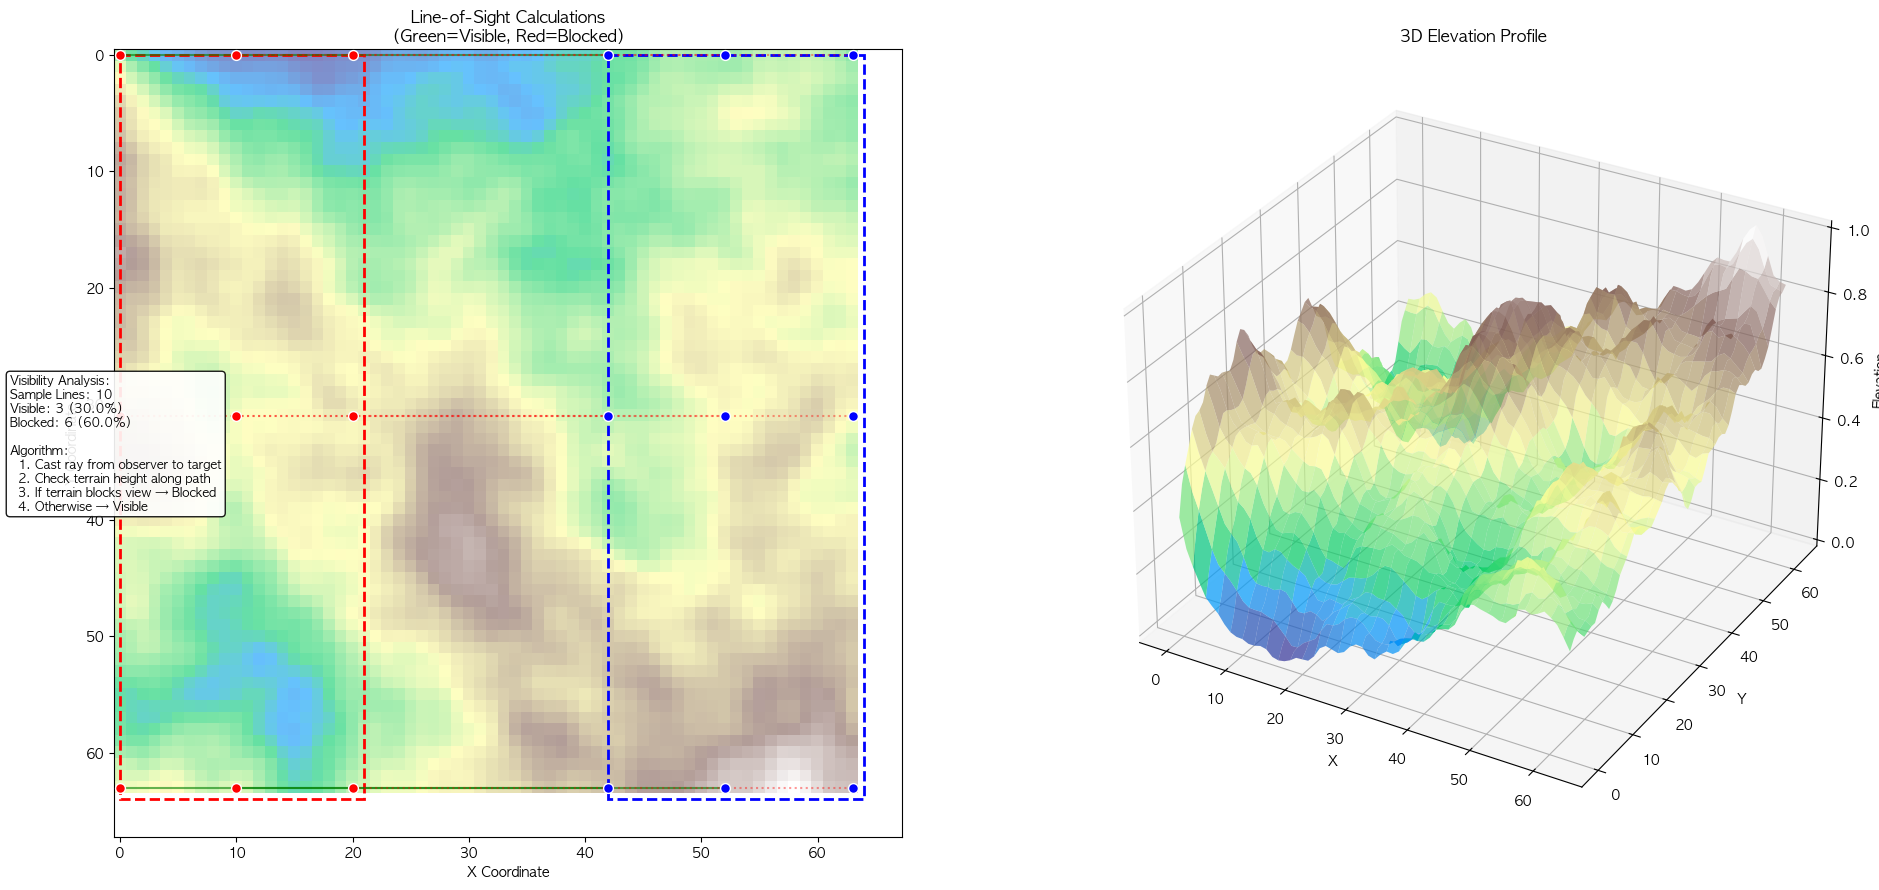 Line-of-Sight Calculations
(Green=Visible, Red=Blocked)
0
10
20
40
50
60
Visibility Analysis:
Sample Lines: 10
Visible: 3 (30.0%)
Blocked: 6 (60.0%)
Algorithm:
1. Cast ray from observer to target
2. Check terrain height along path
3. If terrain blocks view → Blocked
4. Otherwise → Visible
0 10 20 30 40 50 60
X Coordinate
3D Elevation Profile
1.0
0.8
0.6
0.4
0.2
0.0
Elevation
0 10 20 30 40 50 60
X
0 10 20 30 40 50 60
Y